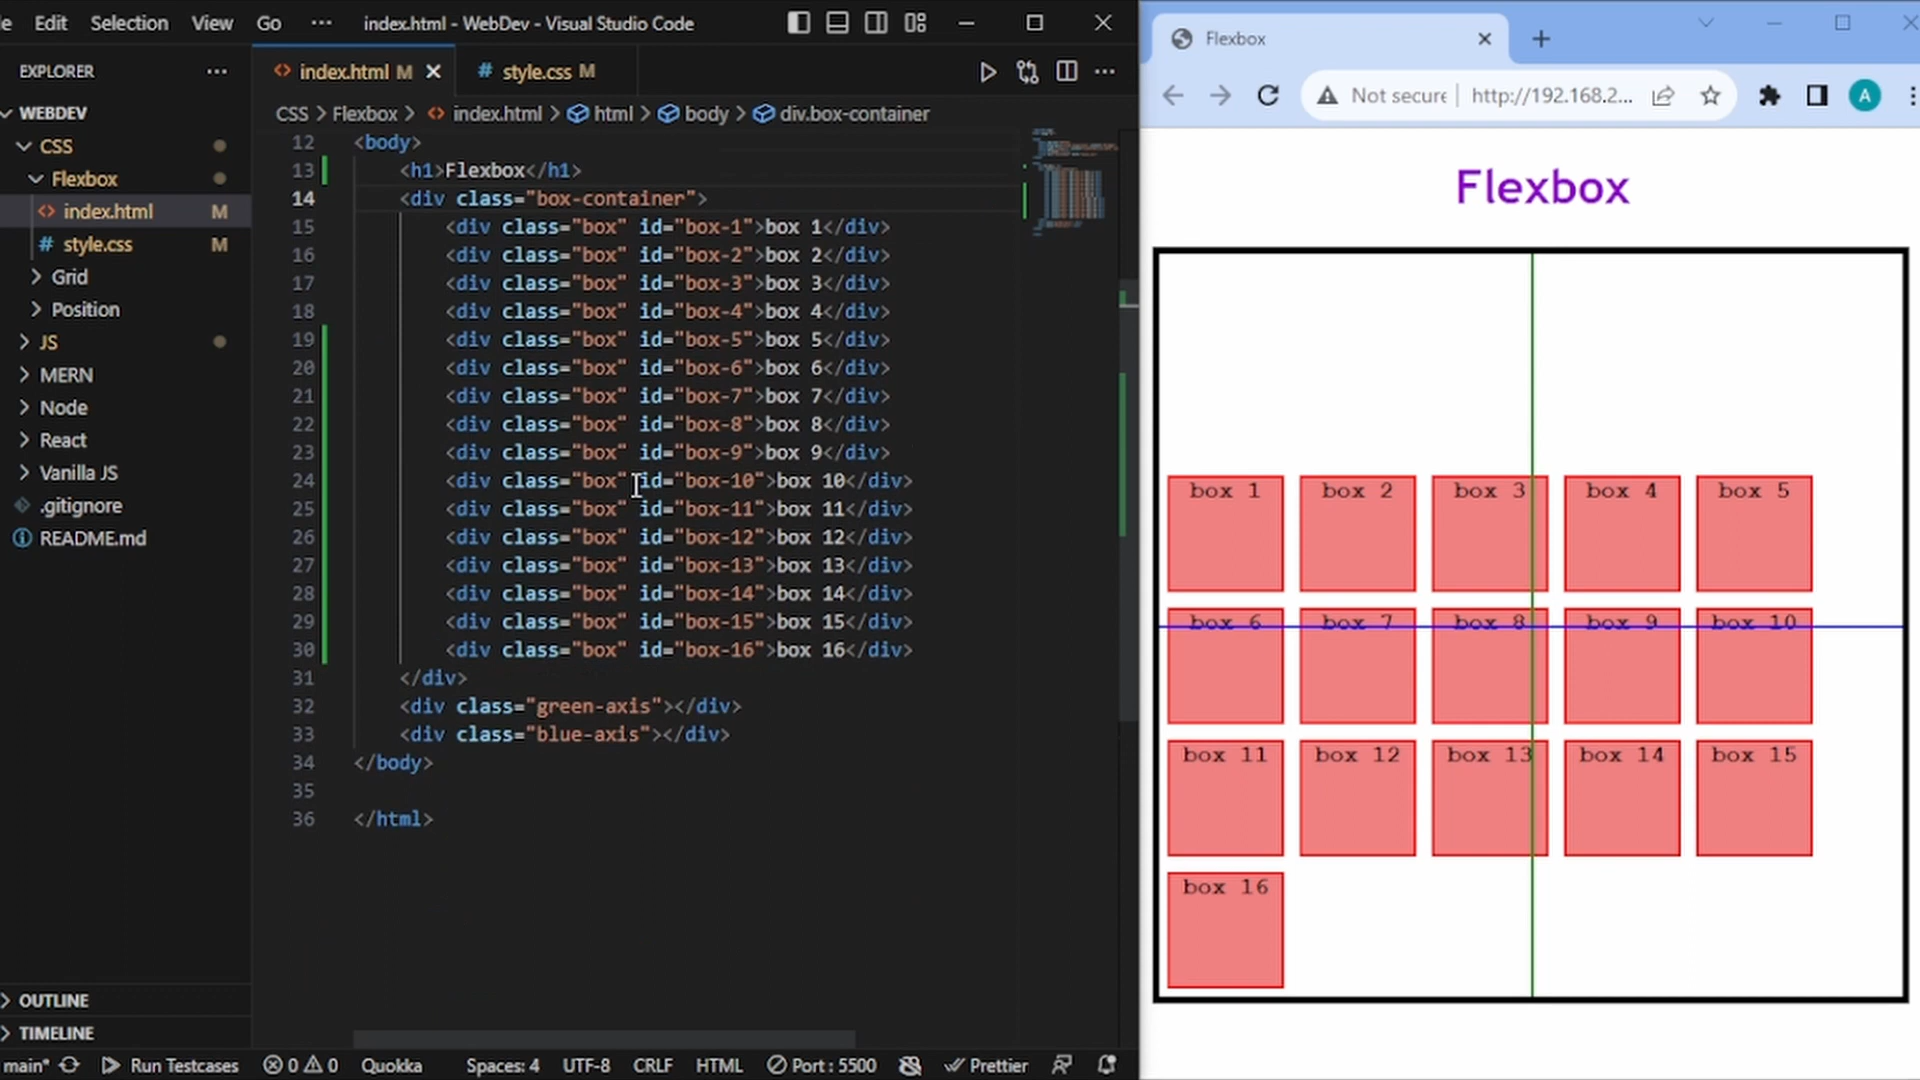 Edit Selection View Go ··· index.html - WebDev - Visual Studio Code
EXPLORER ···
WEBDEV
CSS
Flexbox
index.html M
style.css M
Grid
Position
JS
MERN
Node
React
Vanilla JS
.gitignore
README.md
OUTLINE
TIMELINE
index.html M
style.css M
CSS > Flexbox > index.html > html > body > div.box-container
12 <body>
13 <h1>Flexbox</h1>
14 <div class="box-container">
15 <div class="box" id="box-1">box 1</div>
16 <div class="box" id="box-2">box 2</div>
17 <div class="box" id="box-3">box 3</div>
18 <div class="box" id="box-4">box 4</div>
19 <div class="box" id="box-5">box 5</div>
20 <div class="box" id="box-6">box 6</div>
21 <div class="box" id="box-7">box 7</div>
22 <div class="box" id="box-8">box 8</div>
23 <div class="box" id="box-9">box 9</div>
24 <div class="box" id="box-10">box 10</div>
25 <div class="box" id="box-11">box 11</div>
26 <div class="box" id="box-12">box 12</div>
27 <div class="box" id="box-13">box 13</div>
28 <div class="box" id="box-14">box 14</div>
29 <div class="box" id="box-15">box 15</div>
30 <div class="box" id="box-16">box 16</div>
31 </div>
32 <div class="green-axis"></div>
33 <div class="blue-axis"></div>
34 </body>
35
36 </html>
main* Run Testcases 0 0 Quokka Spaces: 4 UTF-8 CRLF HTML Port : 5500 Prettier
Flexbox
Not secure http://192.168.2... A
Flexbox
box 1 box 2 box 3 box 4 box 5
box 6 box 7 box 8 box 9 box 10
box 11 box 12 box 13 box 14 box 15
box 16